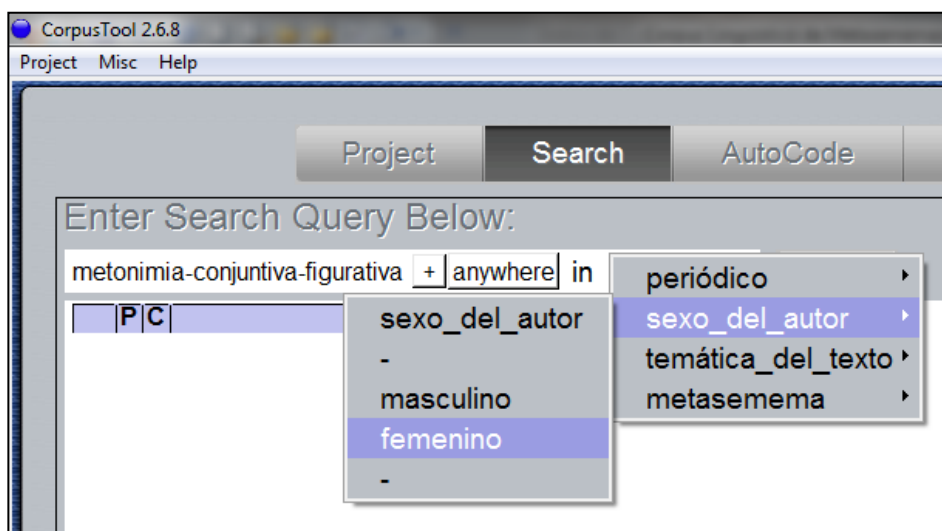 CorpusTool 2.6.8
Project Misc Help
Project Search AutoCode
Enter Search Query Below:
metonimia-conjuntiva-figurativa + anywhere in
P C
periódico
sexo_del_autor
temática_del_texto
metasemema
sexo_del_autor
-
masculino
femenino
-